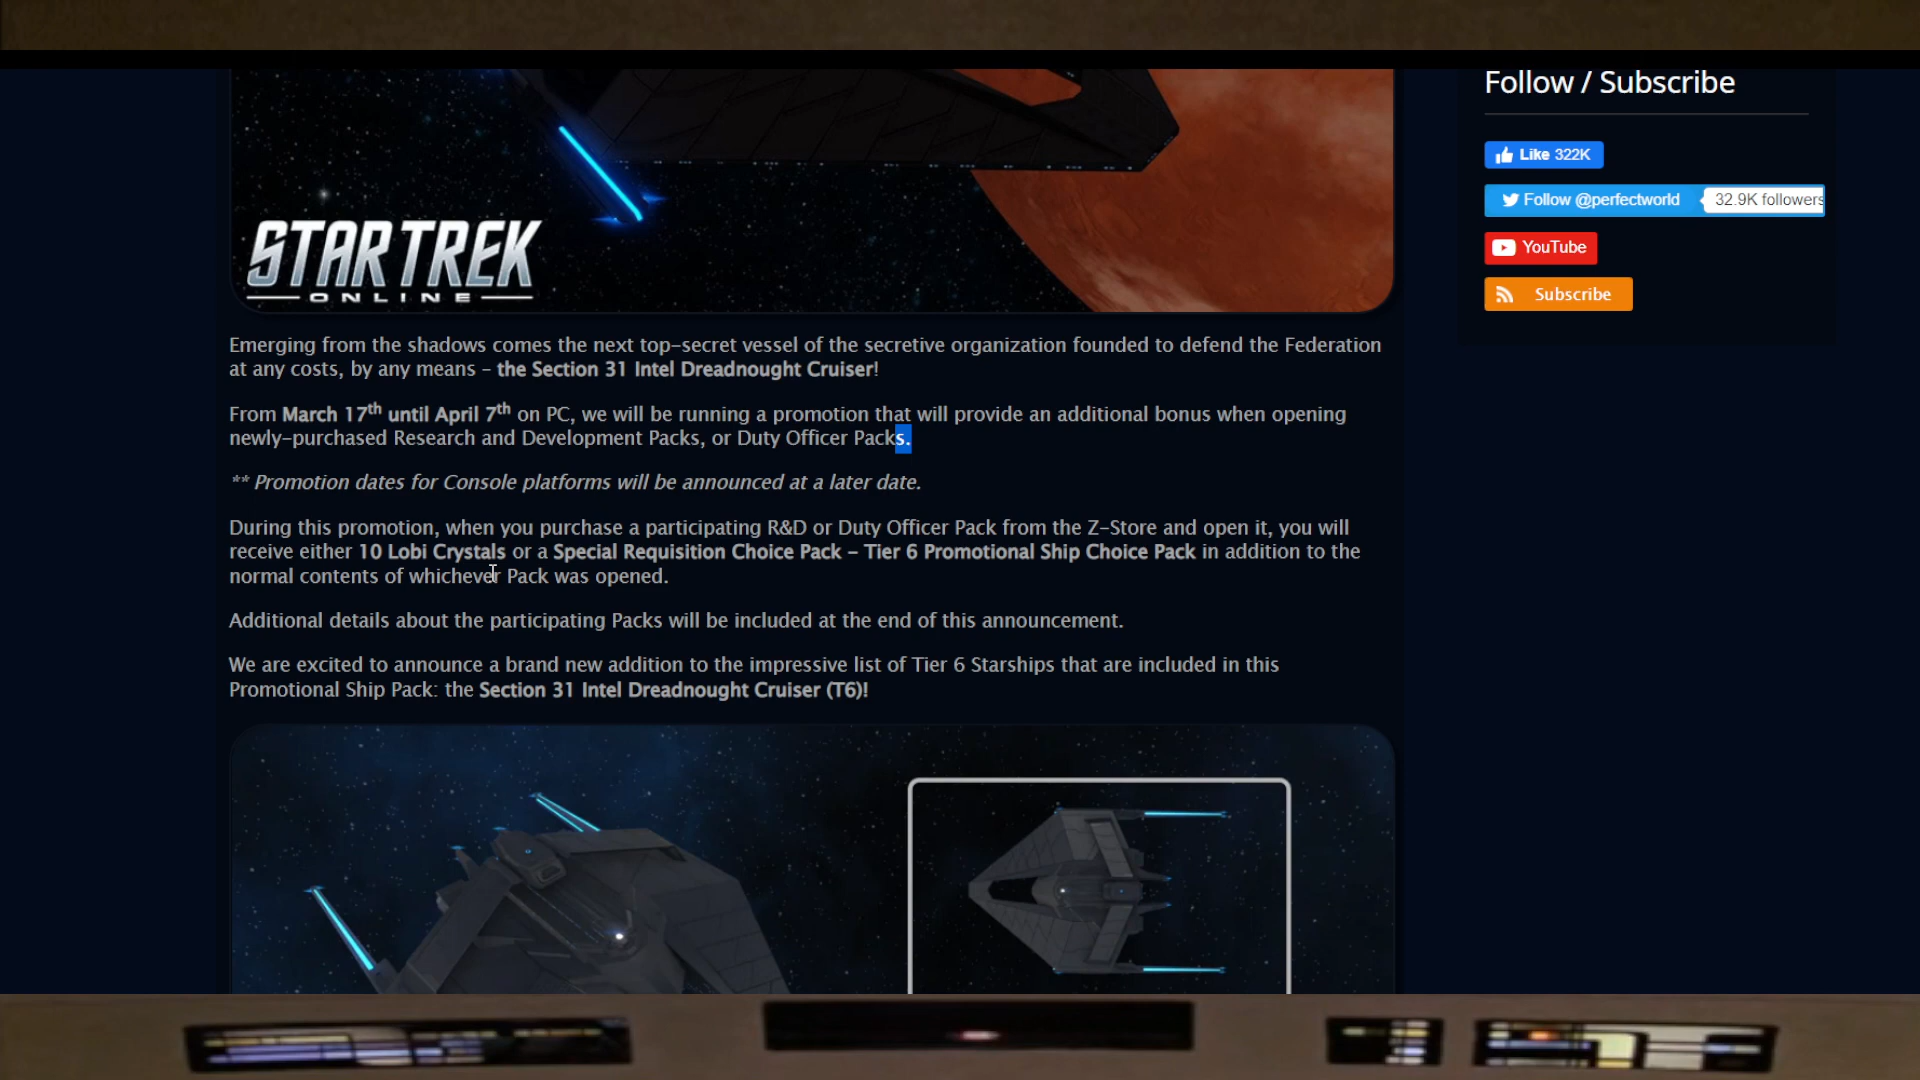 Follow / Subscribe
Like 322K
Follow @perfectworld 32.9K followers
YouTube
Subscribe
STAR TREK
ONLINE
Emerging from the shadows comes the next top-secret vessel of the secretive organization founded to defend the Federation
at any costs, by any means – the Section 31 Intel Dreadnought Cruiser!
From March 17th until April 7th on PC, we will be running a promotion that will provide an additional bonus when opening
newly-purchased Research and Development Packs, or Duty Officer Packs.
** Promotion dates for Console platforms will be announced at a later date.
During this promotion, when you purchase a participating R&D or Duty Officer Pack from the Z-Store and open it, you will
receive either 10 Lobi Crystals or a Special Requisition Choice Pack – Tier 6 Promotional Ship Choice Pack in addition to the
normal contents of whichever Pack was opened.
Additional details about the participating Packs will be included at the end of this announcement.
We are excited to announce a brand new addition to the impressive list of Tier 6 Starships that are included in this
Promotional Ship Pack: the Section 31 Intel Dreadnought Cruiser (T6)!